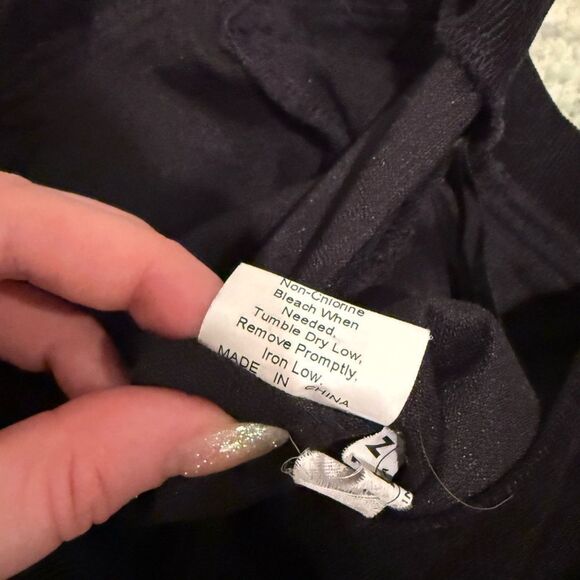 Non-Chlorine
Bleach When
Needed.
Tumble Dry Low,
Remove Promptly.
Iron Low.
MADE IN CHINA
Z
S